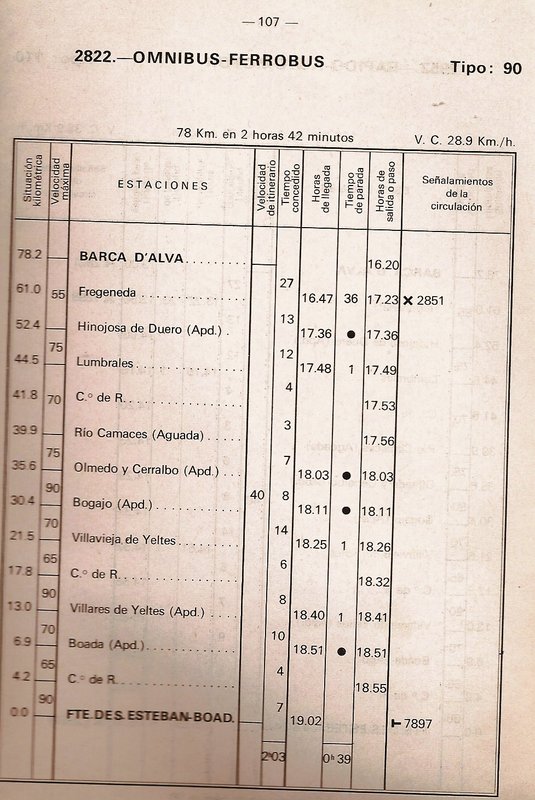 — 107 —
2822.—OMNIBUS-FERROBUS
Tipo: 90
78 Km. en 2 horas 42 minutos
V. C. 28.9 Km./h.
Situación kilométrica
Velocidad máxima
ESTACIONES
Velocidad de itinerario
Tiempo concedido
Horas de llegada
Tiempo de parada
Horas de salida o paso
Señalamientos de la circulación
78.2 BARCA D'ALVA 16.20
27
61.0 Fregeneda 16.47 36 17.23 × 2851
55
13
52.4 Hinojosa de Duero (Apd.) 17.36 ● 17.36
75 12
44.5 Lumbrales 17.48 1 17.49
4
41.8 C.º de R. 17.53
70
3
39.9 Río Camaces (Aguada) 17.56
75 7
35.6 Olmedo y Cerralbo (Apd.) 18.03 ● 18.03
90 40 8
30.4 Bogajo (Apd.) 18.11 ● 18.11
70 14
21.5 Villavieja de Yeltes 18.25 1 18.26
65 6
17.8 C.º de R. 18.32
90 8
13.0 Villares de Yeltes (Apd.) 18.40 1 18.41
70 10
6.9 Boada (Apd.) 18.51 ● 18.51
65 4
4.2 C.º de R. 18.55
90 7
0.0 FTE. DE S. ESTEBAN-BOAD. 19.02 7897
2ʰ03 0ʰ 39